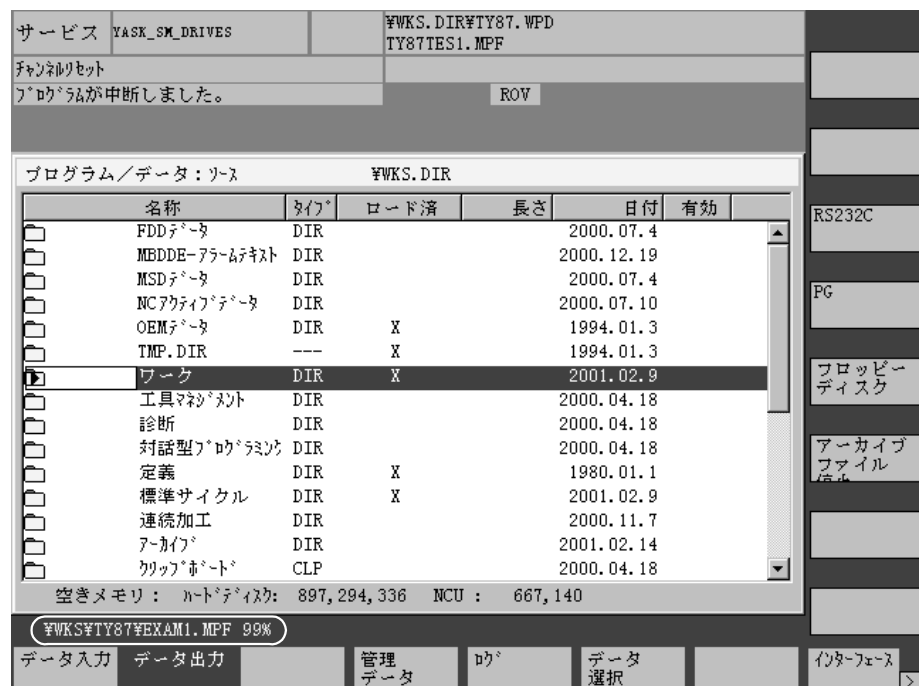 サービス YASK_SM_DRIVES ¥WKS.DIR¥TY87.WPD
TY87TES1.MPF
ﾁｬﾝﾈﾙﾘｾｯﾄ
ﾌﾟﾛｸﾞﾗﾑが中断しました。 ROV
プログラム／データ：ｿｰｽ ¥WKS.DIR
名称 ﾀｲﾌﾟ ロード済 長さ 日付 有効
FDDﾃﾞｰﾀ DIR 2000.07.4
MBDDE-ｱﾗｰﾑﾃｷｽﾄ DIR 2000.12.19
MSDﾃﾞｰﾀ DIR 2000.07.4
NCｱｸﾃｨﾌﾞﾃﾞｰﾀ DIR 2000.07.10
OEMﾃﾞｰﾀ DIR X 1994.01.3
TMP.DIR --- X 1994.01.3
ワーク DIR X 2001.02.9
工具ﾏﾈｼﾞﾒﾝﾄ DIR 2000.04.18
診断 DIR 2000.04.18
対話型ﾌﾟﾛｸﾞﾗﾐﾝｸ DIR 2000.04.18
定義 DIR X 1980.01.1
標準サイクル DIR X 2001.02.9
連続加工 DIR 2000.11.7
ｱｰｶｲﾌﾞ DIR 2001.02.14
ｸﾘｯﾌﾟﾎﾞｰﾄﾞ CLP 2000.04.18
空きメモリ： ﾊｰﾄﾞﾃﾞｨｽｸ: 897,294,336 NCU : 667,140
¥WKS¥TY87¥EXAM1.MPF 99%
データ入力 データ出力 管理
データ ﾛｸﾞ データ
選択 ｲﾝﾀｰﾌｪｰｽ
RS232C
PG
フロッピー
ディスク
アーカイブ
ファイル